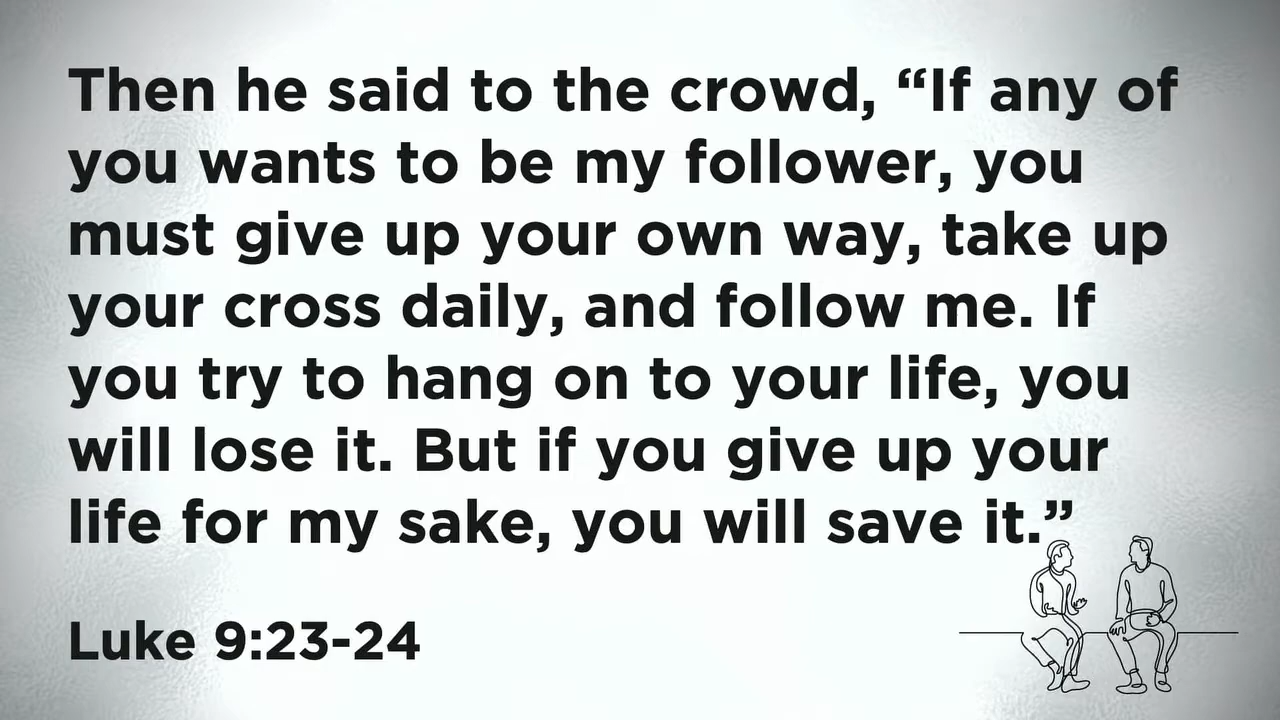 Then he said to the crowd, “If any of
you wants to be my follower, you
must give up your own way, take up
your cross daily, and follow me. If
you try to hang on to your life, you
will lose it. But if you give up your
life for my sake, you will save it.”
Luke 9:23-24